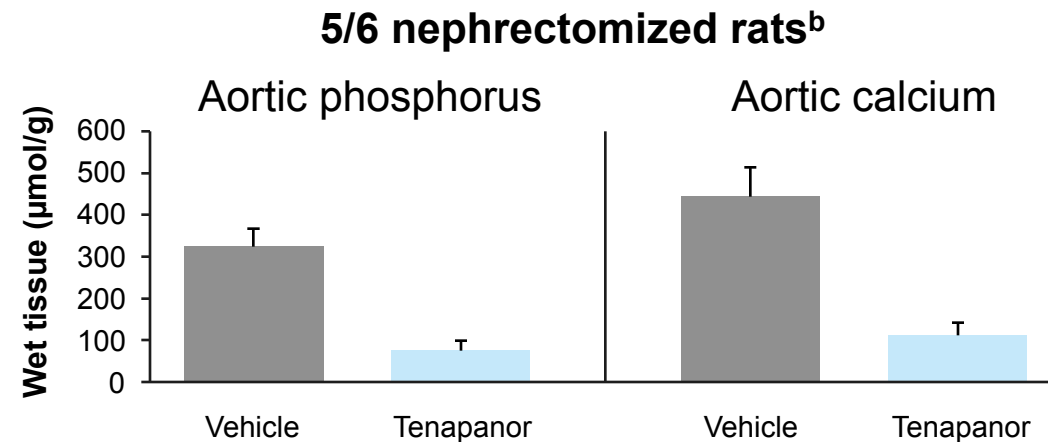 5/6 nephrectomized ratsᵇ
Aortic phosphorus
Aortic calcium
Wet tissue (µmol/g)
600
500
400
300
200
100
0
Vehicle
Tenapanor
Vehicle
Tenapanor